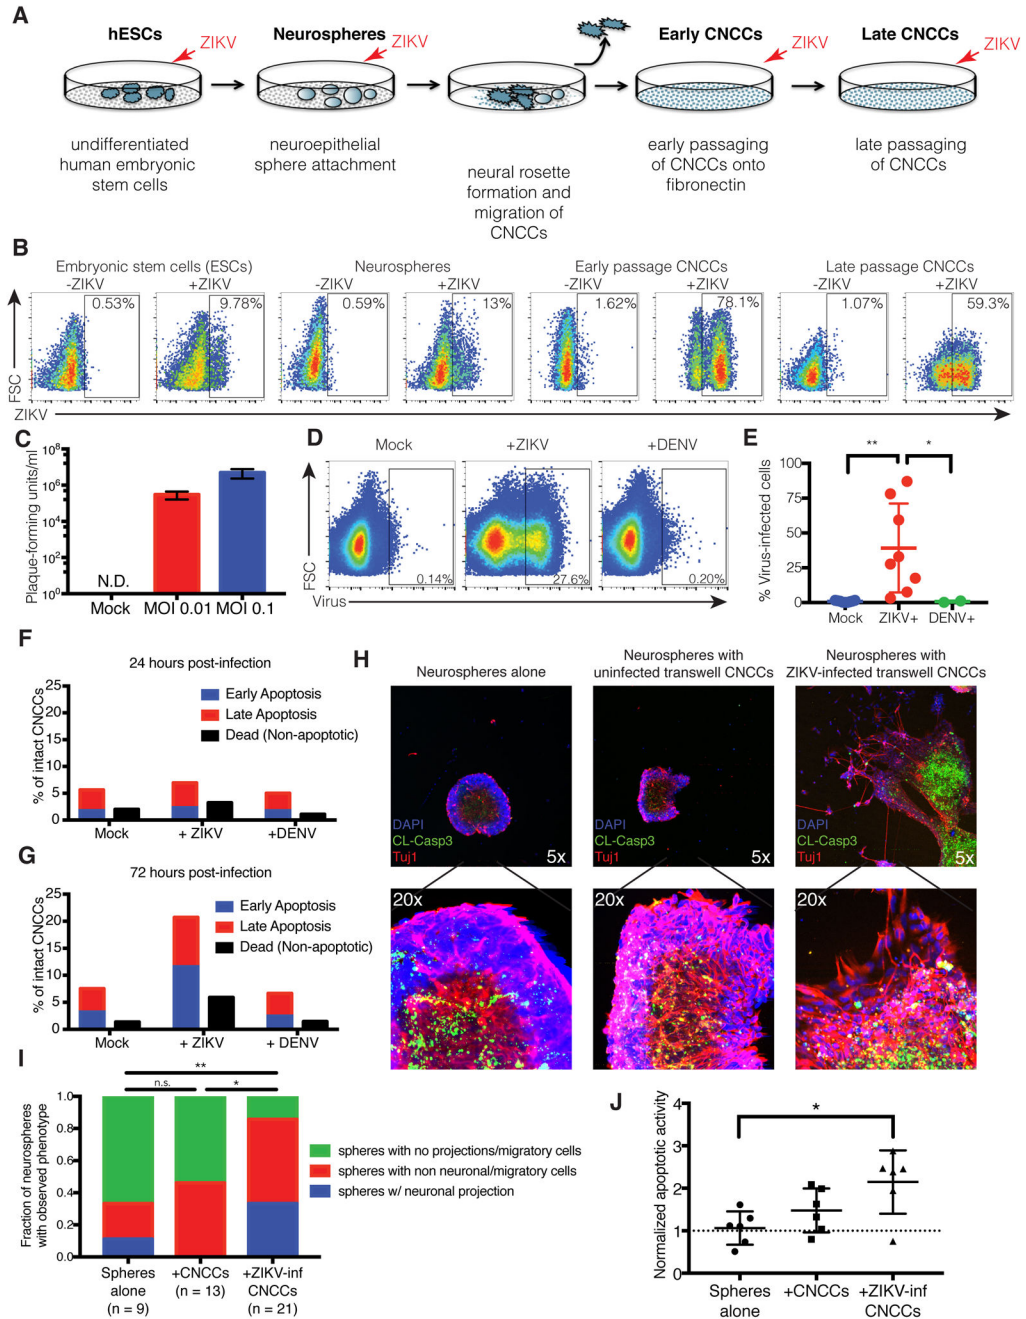 A
hESCs
ZIKV
Neurospheres
ZIKV
Early CNCCs
ZIKV
Late CNCCs
ZIKV
undifferentiated
human embryonic
stem cells
neuroepithelial
sphere attachment
neural rosette
formation and
migration of
CNCCs
early passaging
of CNCCs onto
fibronectin
late passaging
of CNCCs
B
Embryonic stem cells (ESCs)
Neurospheres
Early passage CNCCs
Late passage CNCCs
-ZIKV
+ZIKV
-ZIKV
+ZIKV
-ZIKV
+ZIKV
-ZIKV
+ZIKV
0.53%
9.78%
0.59%
13%
1.62%
78.1%
1.07%
59.3%
FSC
ZIKV
C
Plaque-forming units/ml
10⁸
10⁶
10⁴
10²
10⁰
N.D.
Mock
MOI 0.01
MOI 0.1
D
Mock
+ZIKV
+DENV
FSC
0.14%
27.6%
0.20%
Virus
E
% Virus-infected cells
100
75
50
25
0
**
*
Mock
ZIKV+
DENV+
F
24 hours post-infection
% of intact CNCCs
25
20
15
10
5
0
Early Apoptosis
Late Apoptosis
Dead (Non-apoptotic)
Mock
+ ZIKV
+DENV
G
72 hours post-infection
% of intact CNCCs
25
20
15
10
5
0
Early Apoptosis
Late Apoptosis
Dead (Non-apoptotic)
Mock
+ ZIKV
+ DENV
H
Neurospheres alone
Neurospheres with
uninfected transwell CNCCs
Neurospheres with
ZIKV-infected transwell CNCCs
DAPI
CL-Casp3
Tuj1
5x
DAPI
CL-Casp3
Tuj1
5x
DAPI
CL-Casp3
Tuj1
5x
20x
20x
20x
I
Fraction of neurospheres
with observed phenotype
1.0
0.8
0.6
0.4
0.2
0.0
**
n.s.
*
spheres with no projections/migratory cells
spheres with non neuronal/migratory cells
spheres w/ neuronal projection
Spheres
alone
(n = 9)
+CNCCs
(n = 13)
+ZIKV-inf
CNCCs
(n = 21)
J
Normalized apoptotic activity
4
3
2
1
0
*
Spheres
alone
+CNCCs
+ZIKV-inf
CNCCs